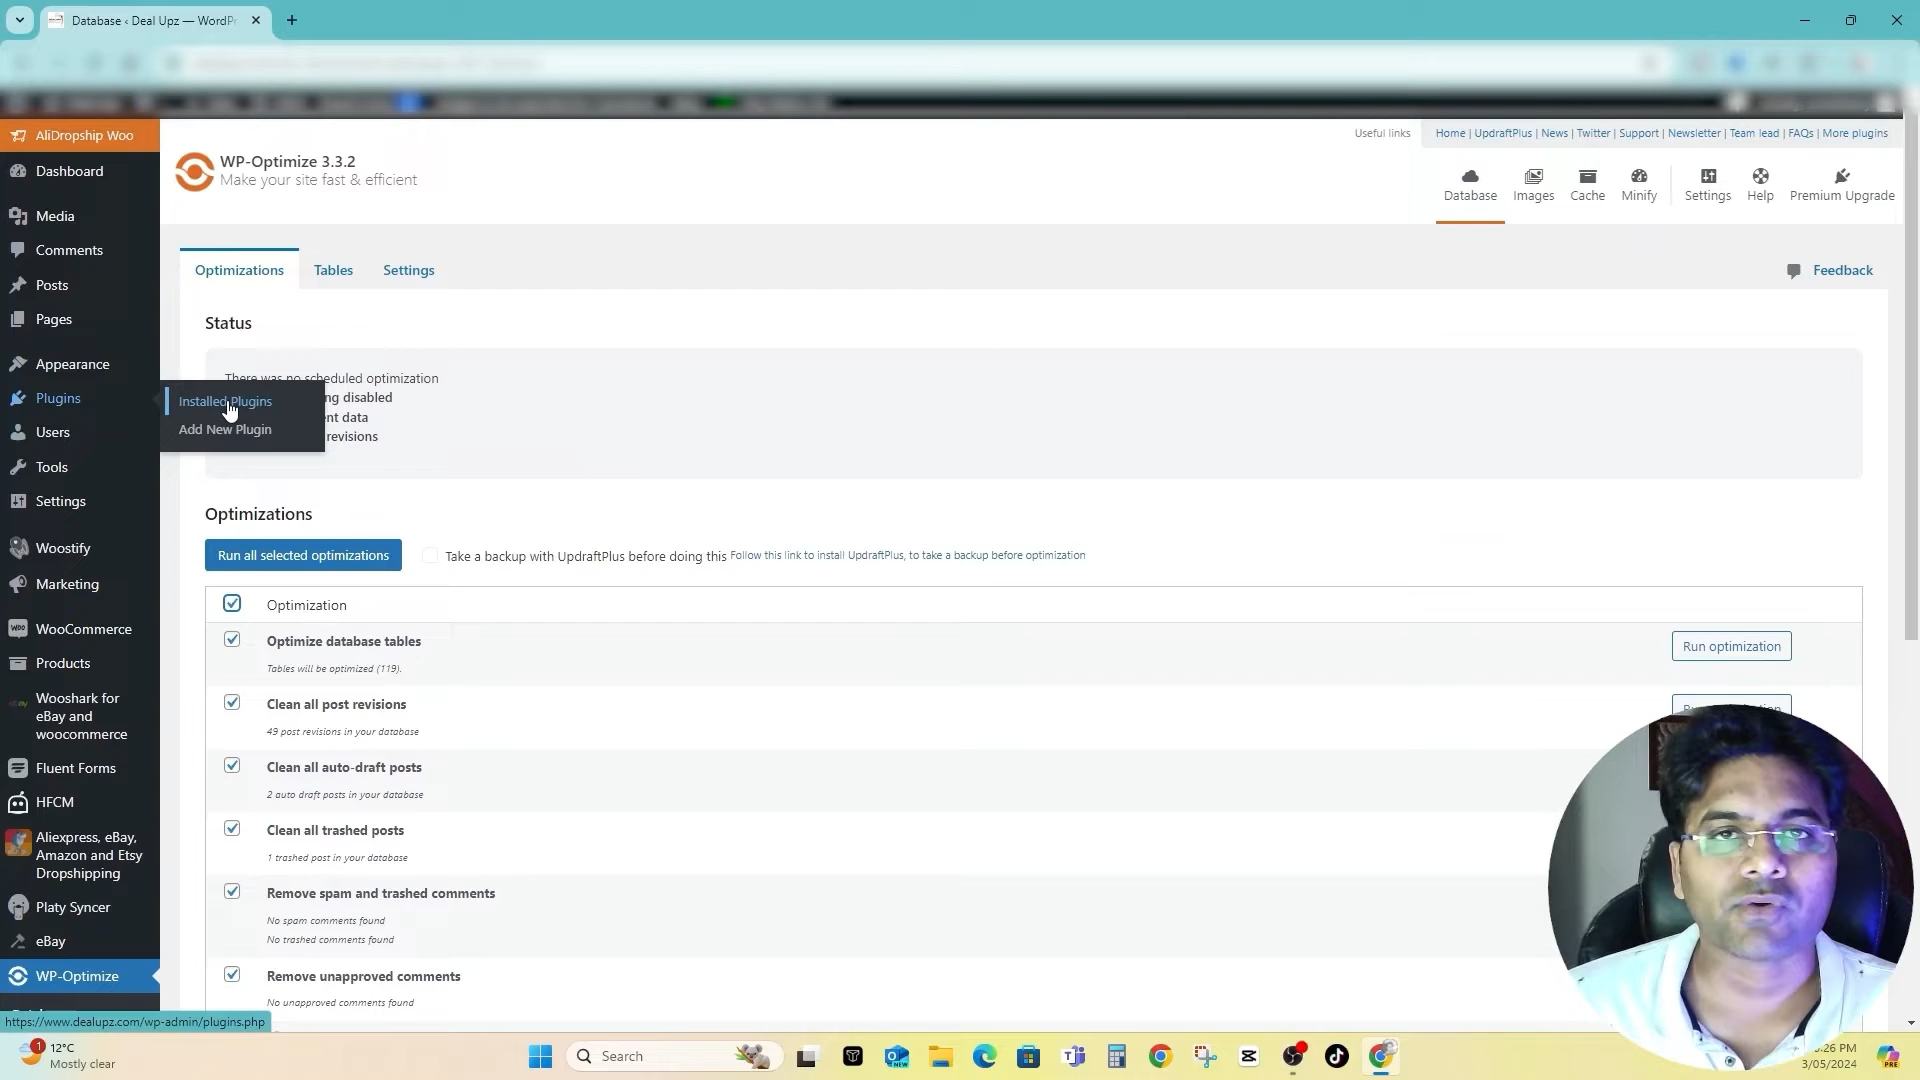 Database ‹ Deal Upz — WordPr
AliDropship Woo
Dashboard
Media
Comments
Posts
Pages
Appearance
Plugins
Users
Tools
Settings
Woostify
Marketing
WooCommerce
Products
Wooshark for
eBay and
woocommerce
Fluent Forms
HFCM
Aliexpress, eBay,
Amazon and Etsy
Dropshipping
Platy Syncer
eBay
WP-Optimize
Installed Plugins
Add New Plugin
WP-Optimize 3.3.2
Make your site fast & efficient
Useful links
Home | UpdraftPlus | News | Twitter | Support | Newsletter | Team lead | FAQs | More plugins
Database
Images
Cache
Minify
Settings
Help
Premium Upgrade
Optimizations
Tables
Settings
Feedback
Status
There was no scheduled optimization
ng disabled
nt data
revisions
Optimizations
Run all selected optimizations
Take a backup with UpdraftPlus before doing this Follow this link to install UpdraftPlus, to take a backup before optimization
Optimization
Optimize database tables
Tables will be optimized (119).
Run optimization
Clean all post revisions
49 post revisions in your database
Clean all auto-draft posts
2 auto draft posts in your database
Clean all trashed posts
1 trashed post in your database
Remove spam and trashed comments
No spam comments found
No trashed comments found
Remove unapproved comments
No unapproved comments found
https://www.dealupz.com/wp-admin/plugins.php
1
12°C
Mostly clear
Search
NEW
:26 PM
3/05/2024
PRE